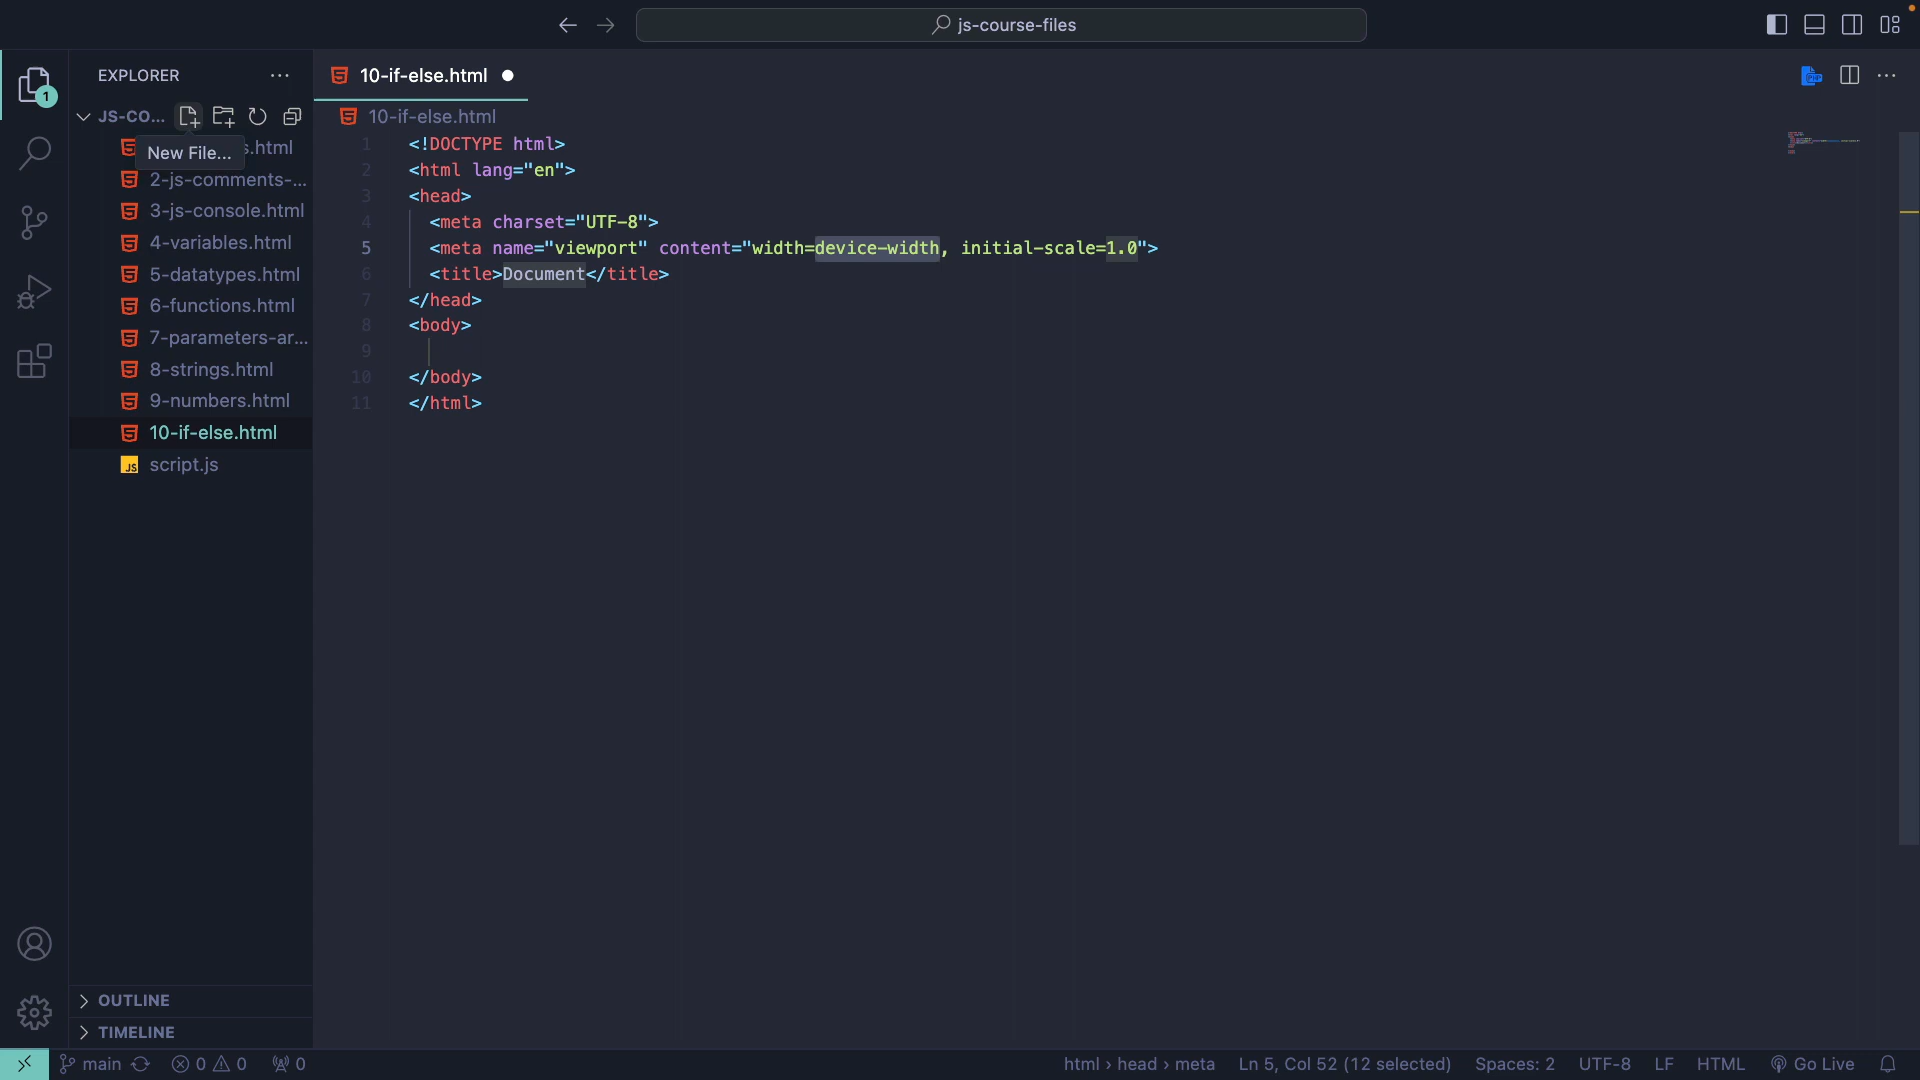 js-course-files
EXPLORER
10-if-else.html
JS-CO...
10-if-else.html
New File...
s.html
2-js-comments-...
3-js-console.html
4-variables.html
5-datatypes.html
6-functions.html
7-parameters-ar...
8-strings.html
9-numbers.html
10-if-else.html
script.js
1 <!DOCTYPE html>
2 <html lang="en">
3 <head>
4 <meta charset="UTF-8">
5 <meta name="viewport" content="width=device-width, initial-scale=1.0">
6 <title>Document</title>
7 </head>
8 <body>
9
10 </body>
11 </html>
1
PHP
OUTLINE
TIMELINE
main 0 0 0 html › head › meta Ln 5, Col 52 (12 selected) Spaces: 2 UTF-8 LF HTML Go Live